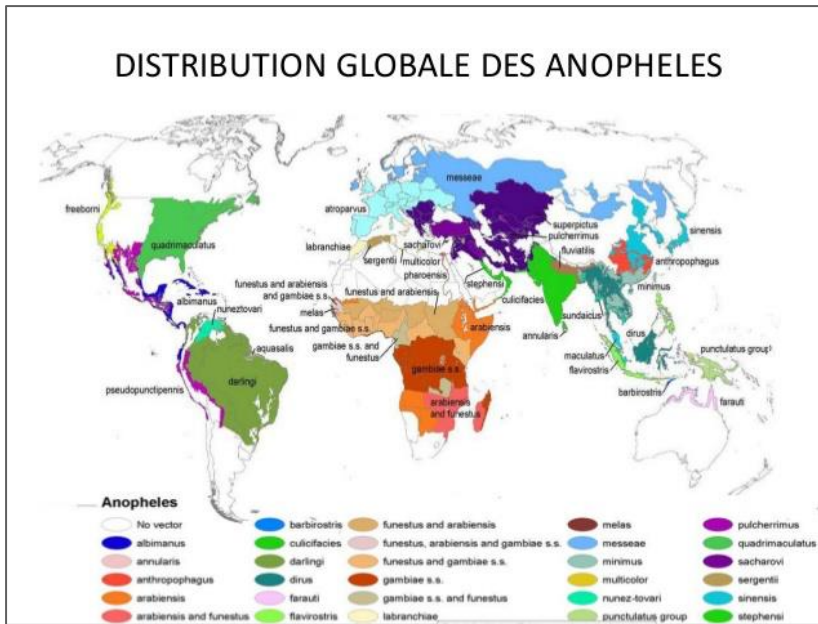 DISTRIBUTION GLOBALE DES ANOPHELES
messeae
freeborni
atroparvus
quadrimaculatus
superpictus
pulcherrimus
sinensis
labranchiae
sacharovi
sergentii
multicolor
fluviatilis
anthropophagus
pharoensis
stephensi
minimus
funestus and arabiensis
and gambiae s.s.
funestus and arabiensis
albimanus
nuneztovari
culicifacies
melas
sundaicus
funestus and gambiae s.s.
arabiensis
annularis
dirus
aquasalis
gambiae s.s. and
funestus
maculatus
punctulatus group
gambiae s.s.
flavirostris
darlingi
pseudopunctipennis
barbirostris
arabiensis
and funestus
farauti
Anopheles
No vector
albimanus
annularis
anthropophagus
arabiensis
arabiensis and funestus
barbirostris
culicifacies
darlingi
dirus
farauti
flavirostris
funestus and arabiensis
funestus, arabiensis and gambiae s.s.
funestus and gambiae s.s.
gambiae s.s.
gambiae s.s. and funestus
labranchiae
melas
messeae
minimus
multicolor
nunez-tovari
punctulatus group
pulcherrimus
quadrimaculatus
sacharovi
sergentii
sinensis
stephensi